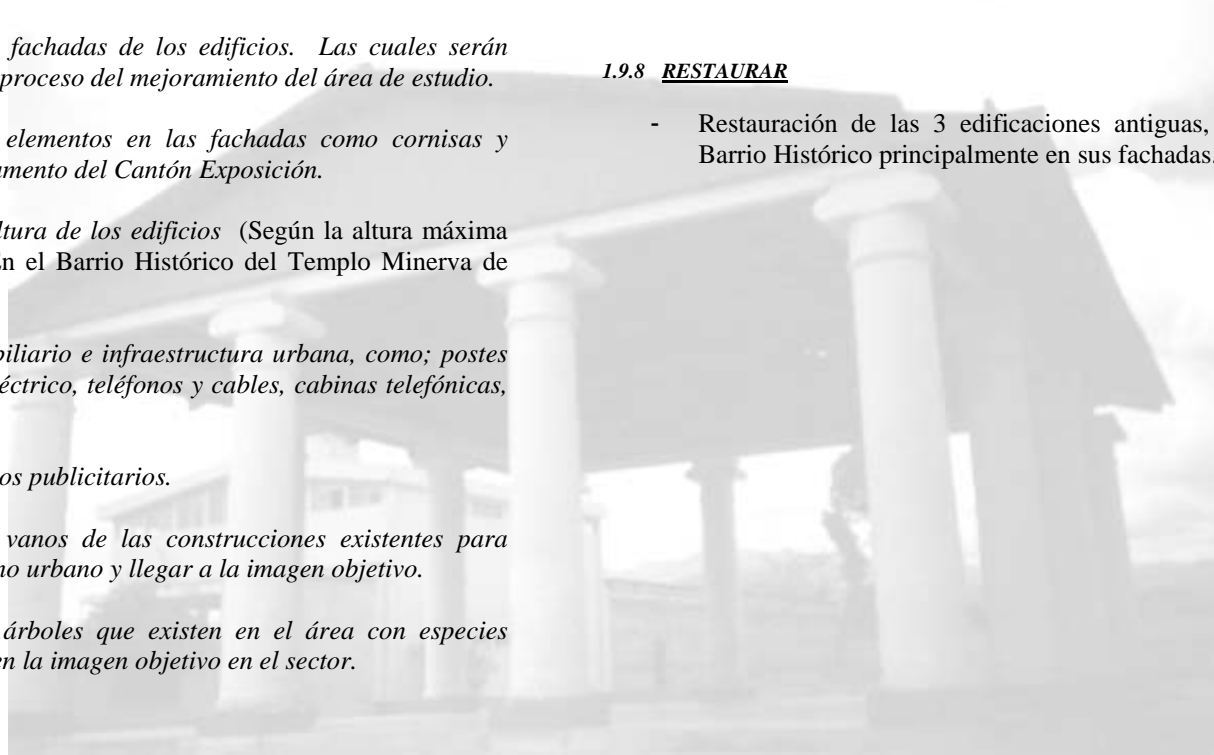 fachadas de los edificios. Las cuales serán
proceso del mejoramiento del área de estudio.
elementos en las fachadas como cornisas y
amento del Cantón Exposición.
ltura de los edificios (Según la altura máxima
En el Barrio Histórico del Templo Minerva de
biliario e infraestructura urbana, como; postes
éctrico, teléfonos y cables, cabinas telefónicas,
os publicitarios.
vanos de las construcciones existentes para
no urbano y llegar a la imagen objetivo.
árboles que existen en el área con especies
en la imagen objetivo en el sector.
1.9.8 RESTAURAR
- Restauración de las 3 edificaciones antiguas,
Barrio Histórico principalmente en sus fachadas.